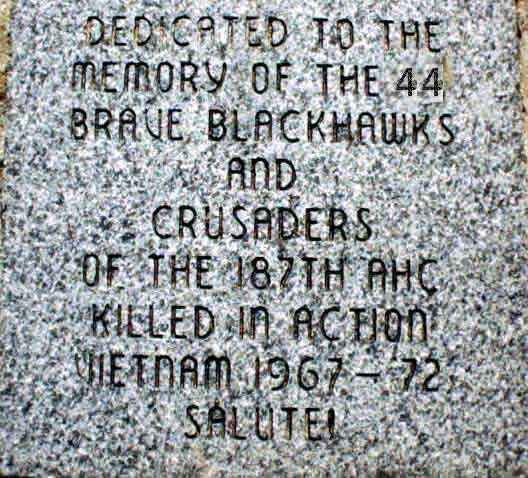 DEDICATED TO THE
MEMORY OF THE 44
BRAVE BLACKHAWKS
AND
CRUSADERS
OF THE 187TH AHC
KILLED IN ACTION
VIETNAM 1967-'72
SALUTE!